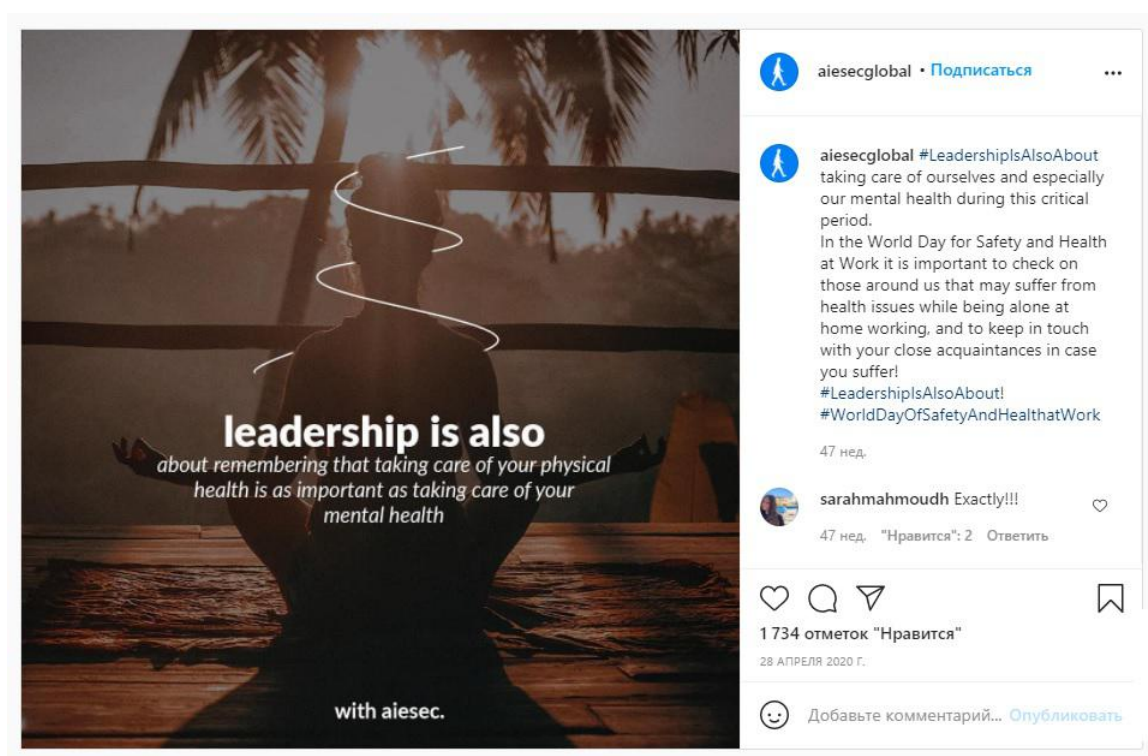 leadership is also
about remembering that taking care of your physical
health is as important as taking care of your
mental health
with aiesec.
aiesecglobal • Подписаться
aiesecglobal #LeadershipIsAlsoAbout
taking care of ourselves and especially
our mental health during this critical
period.
In the World Day for Safety and Health
at Work it is important to check on
those around us that may suffer from
health issues while being alone at
home working, and to keep in touch
with your close acquaintances in case
you suffer!
#LeadershipIsAlsoAbout!
#WorldDayOfSafetyAndHealthatWork
47 нед.
sarahmahmoudh Exactly!!!
47 нед. "Нравится": 2 Ответить
1 734 отметок "Нравится"
28 АПРЕЛЯ 2020 Г.
Добавьте комментарий... Опубликовать